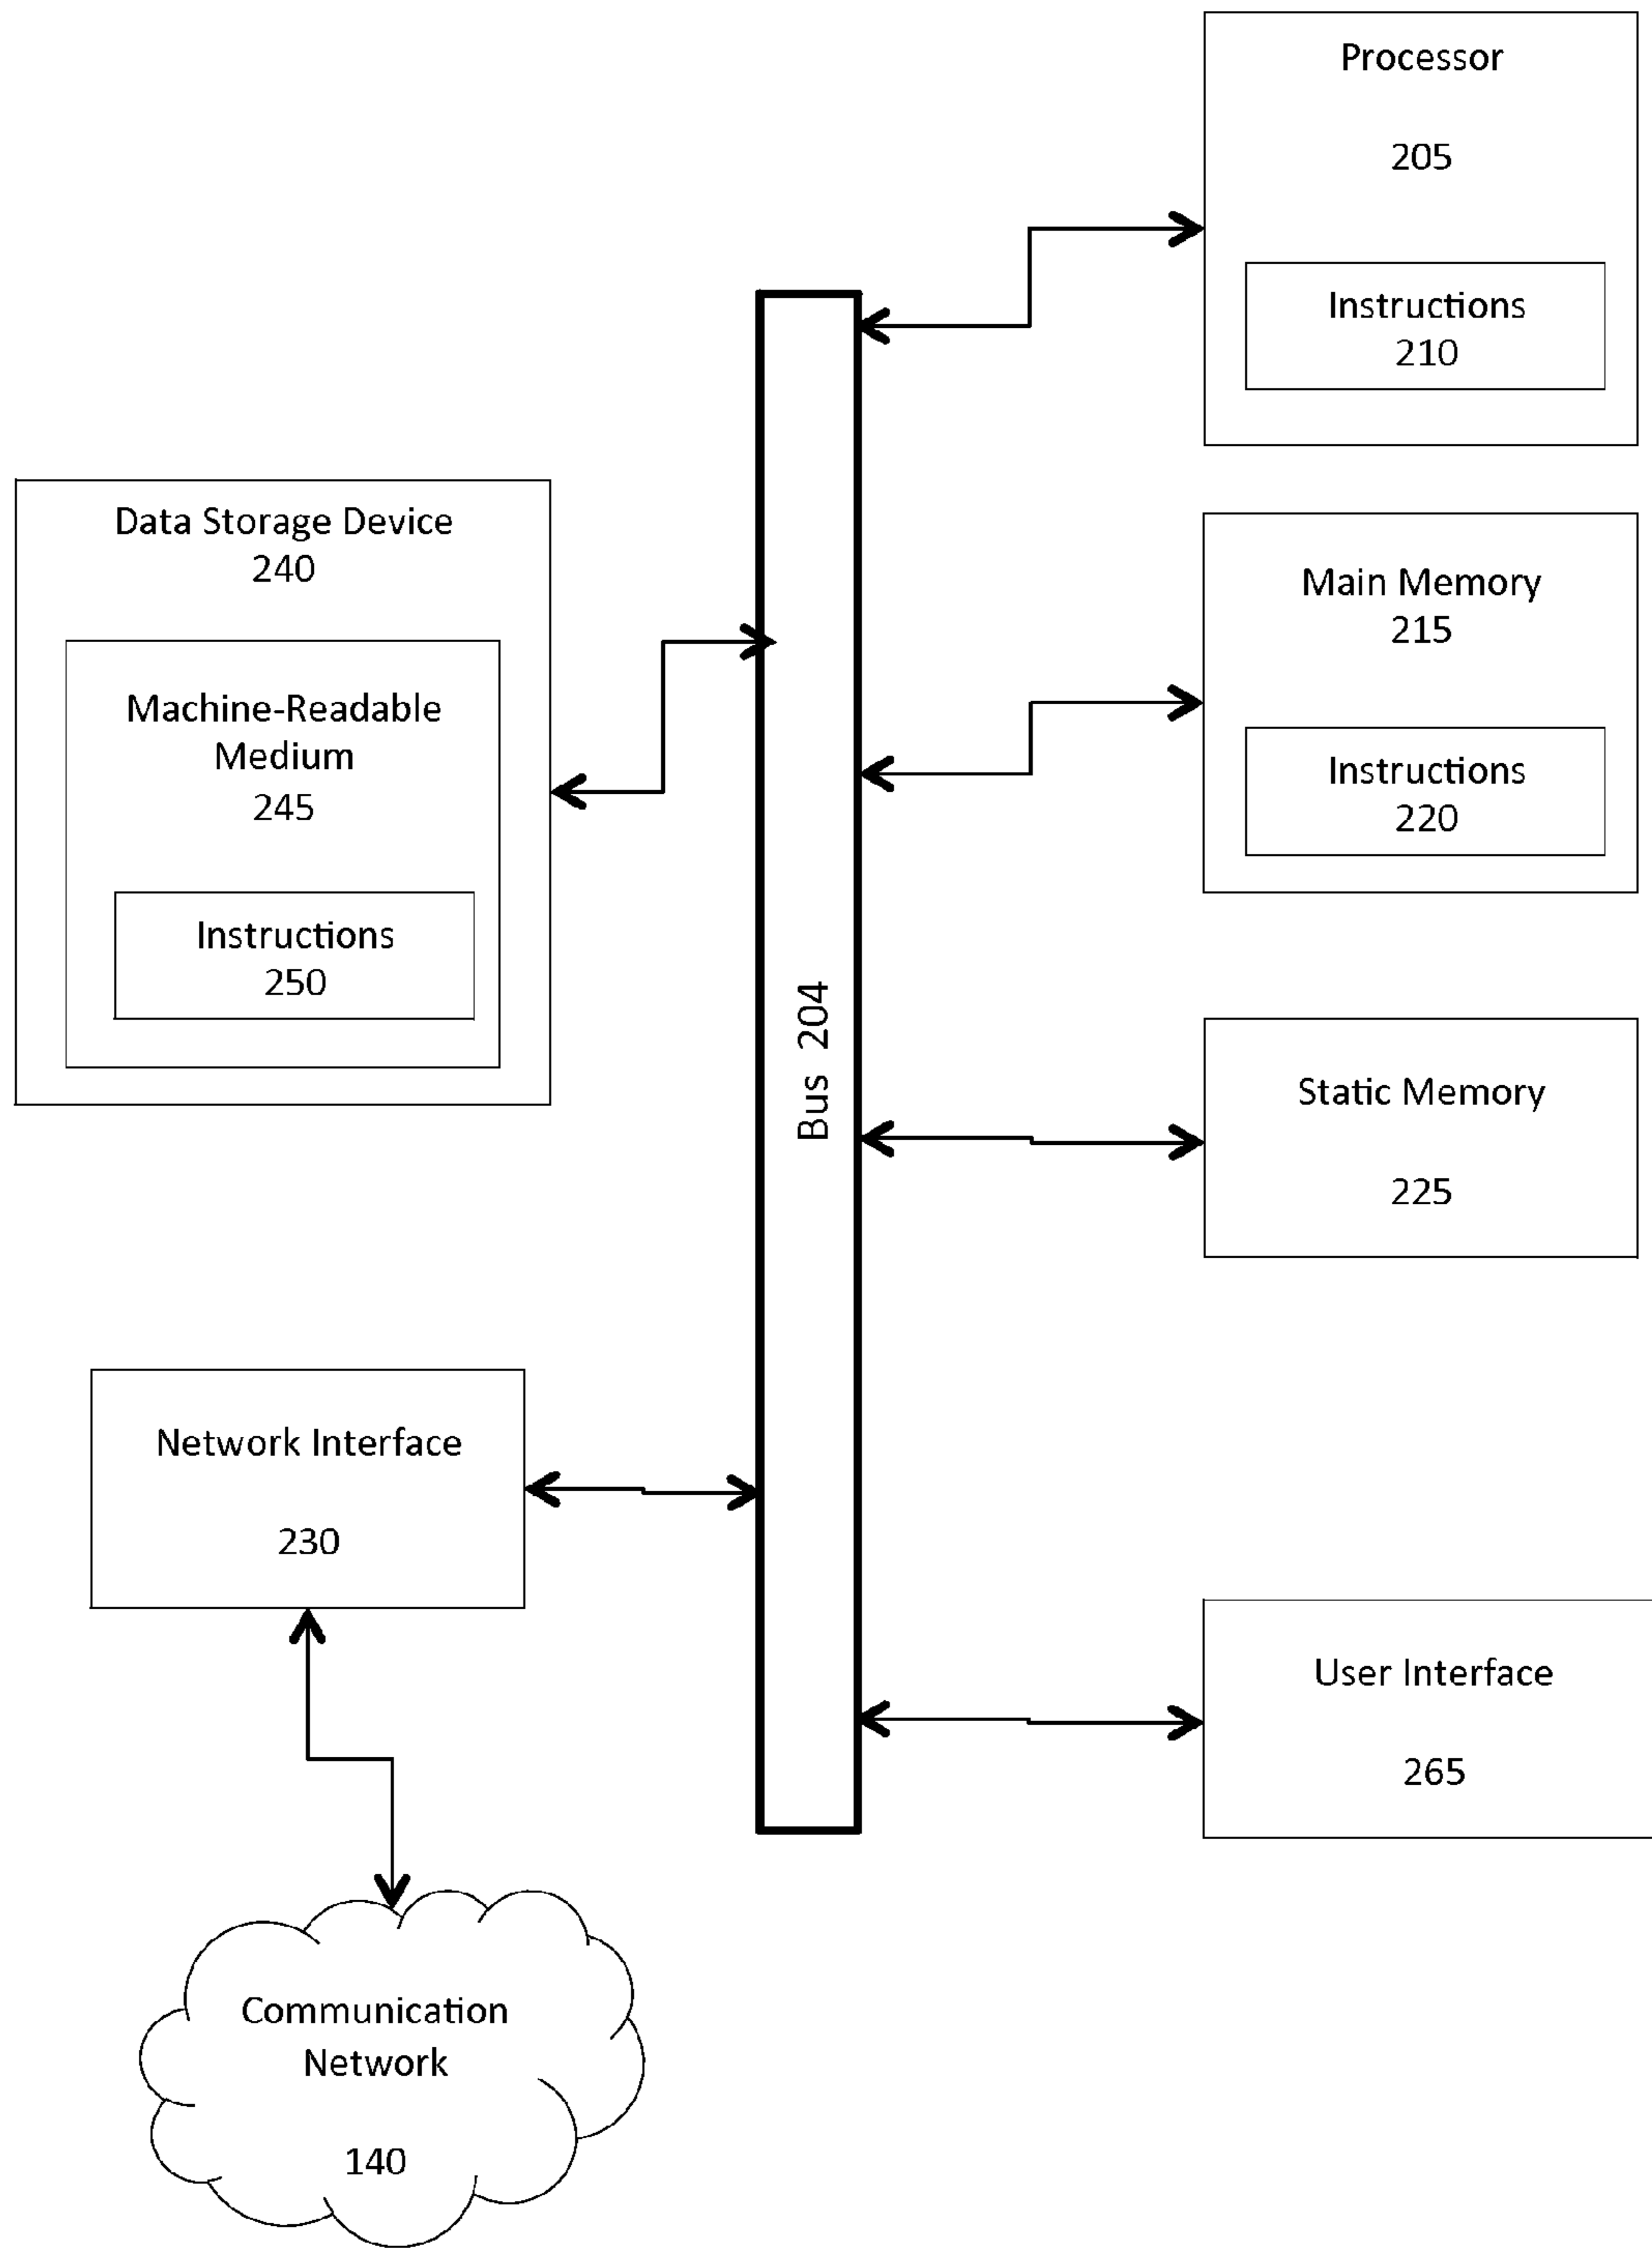 Processor
205
Instructions
210
Data Storage Device
240
Machine-Readable
Medium
245
Instructions
250
Main Memory
215
Instructions
220
Bus 204
Static Memory
225
Network Interface
230
User Interface
265
Communication
Network
140